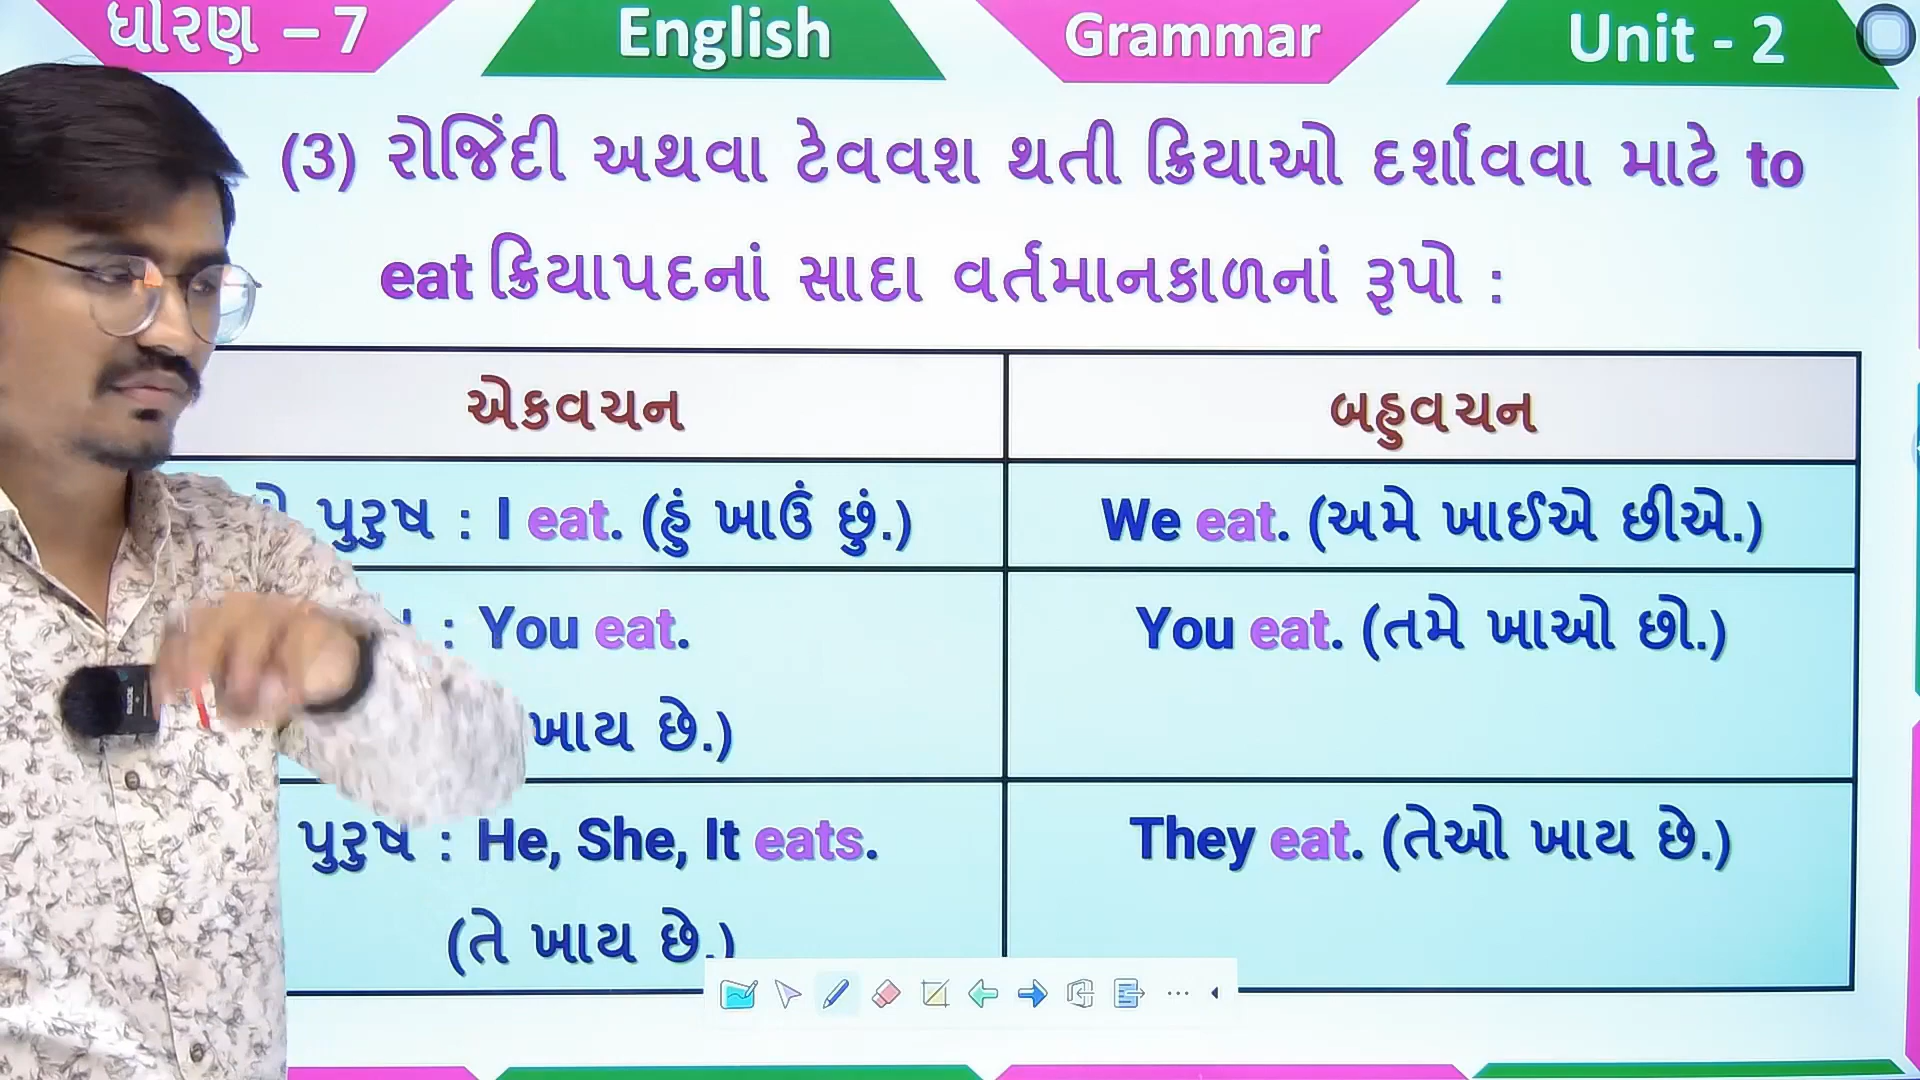 ધોરણ – 7
English
Grammar
Unit - 2
(3) રોજિંદી અથવા ટેવવશ થતી ક્રિયાઓ દર્શાવવા માટે to
eat ક્રિયાપદનાં સાદા વર્તમાનકાળનાં રૂપો :
એકવચન
બહુવચન
પુરુષ : I eat. (હું ખાઉં છું.)
We eat. (અમે ખાઈએ છીએ.)
: You eat.
You eat. (તમે ખાઓ છો.)
ખાય છે.)
પુરુષ : He, She, It eats.
They eat. (તેઓ ખાય છે.)
(તે ખાય છે.)